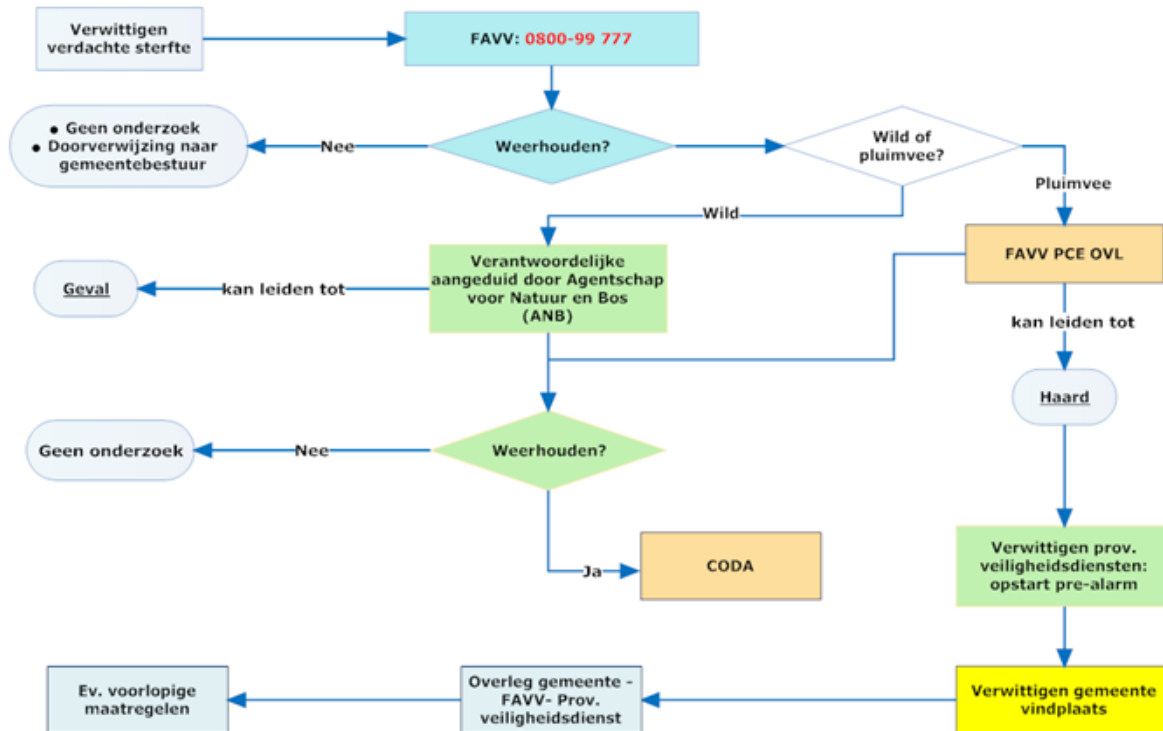 Verwittigen
verdachte sterfte
FAVV: 0800-99 777
• Geen onderzoek
• Doorverwijzing naar
gemeentebestuur
Nee
Weerhouden?
Wild of
pluimvee?
Pluimvee
Wild
Geval
kan leiden tot
Verantwoordelijke
aangeduid door Agentschap
voor Natuur en Bos
(ANB)
FAVV PCE OVL
kan leiden tot
Haard
Geen onderzoek
Nee
Weerhouden?
Ja
CODA
Verwittigen prov.
veiligheidsdiensten:
opstart pre-alarm
Ev. voorlopige
maatregelen
Overleg gemeente -
FAVV- Prov.
veiligheidsdienst
Verwittigen gemeente
vindplaats